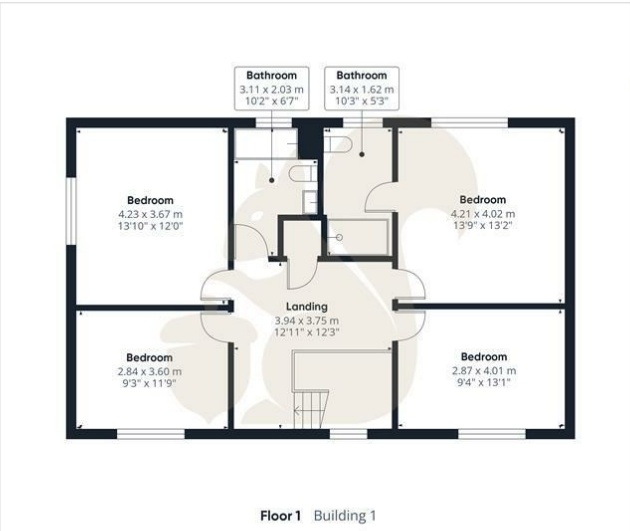 Bathroom
3.11 x 2.03 m
10'2" x 6'7"
Bathroom
3.14 x 1.62 m
10'3" x 5'3"
Bedroom
4.23 x 3.67 m
13'10" x 12'0"
Bedroom
4.21 x 4.02 m
13'9" x 13'2"
Landing
3.94 x 3.75 m
12'11" x 12'3"
Bedroom
2.84 x 3.60 m
9'3" x 11'9"
Bedroom
2.87 x 4.01 m
9'4" x 13'1"
Floor 1 Building 1